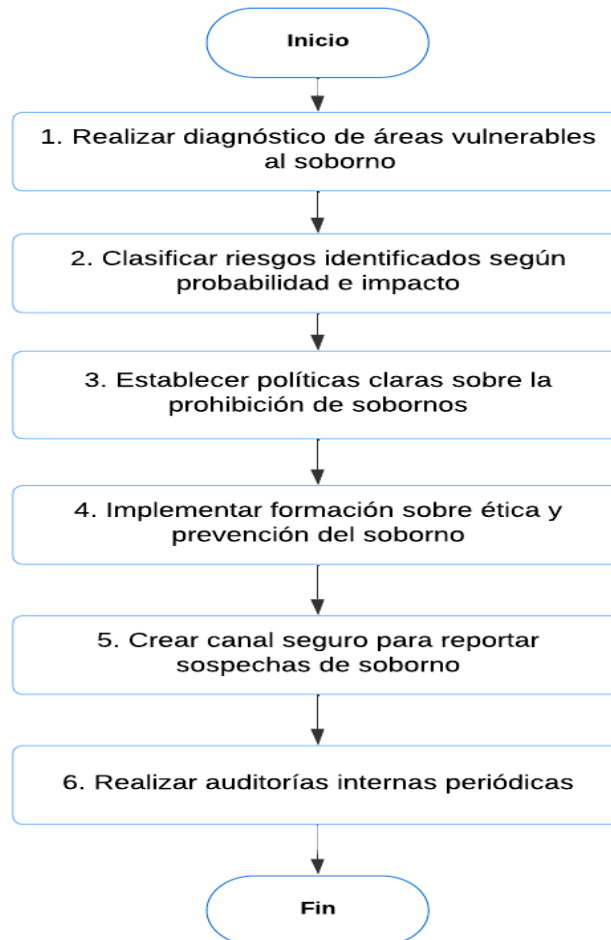 Inicio
1. Realizar diagnóstico de áreas vulnerables
al soborno
2. Clasificar riesgos identificados según
probabilidad e impacto
3. Establecer políticas claras sobre la
prohibición de sobornos
4. Implementar formación sobre ética y
prevención del soborno
5. Crear canal seguro para reportar
sospechas de soborno
6. Realizar auditorías internas periódicas
Fin